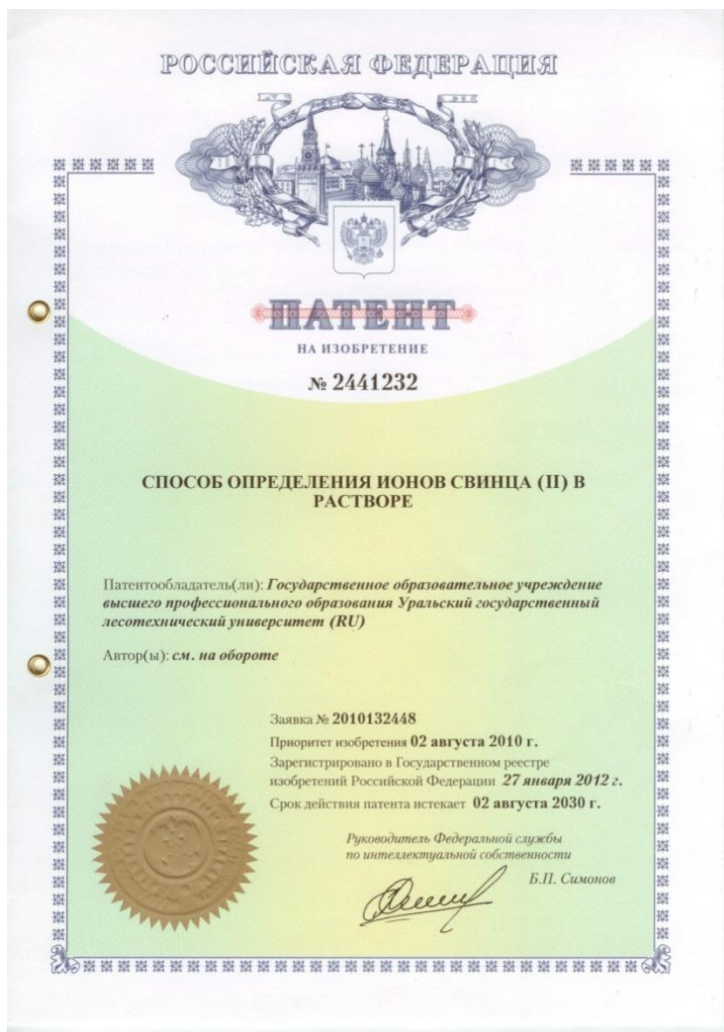 РОССИЙСКАЯ ФЕДЕРАЦИЯ
ПАТЕНТ
НА ИЗОБРЕТЕНИЕ
№ 2441232
СПОСОБ ОПРЕДЕЛЕНИЯ ИОНОВ СВИНЦА (II) В
РАСТВОРЕ
Патентообладатель(ли): Государственное образовательное учреждение
высшего профессионального образования Уральский государственный
лесотехнический университет (RU)
Автор(ы): см. на обороте
Заявка № 2010132448
Приоритет изобретения 02 августа 2010 г.
Зарегистрировано в Государственном реестре
изобретений Российской Федерации 27 января 2012 г.
Срок действия патента истекает 02 августа 2030 г.
Руководитель Федеральной службы
по интеллектуальной собственности
Б.П. Симонов